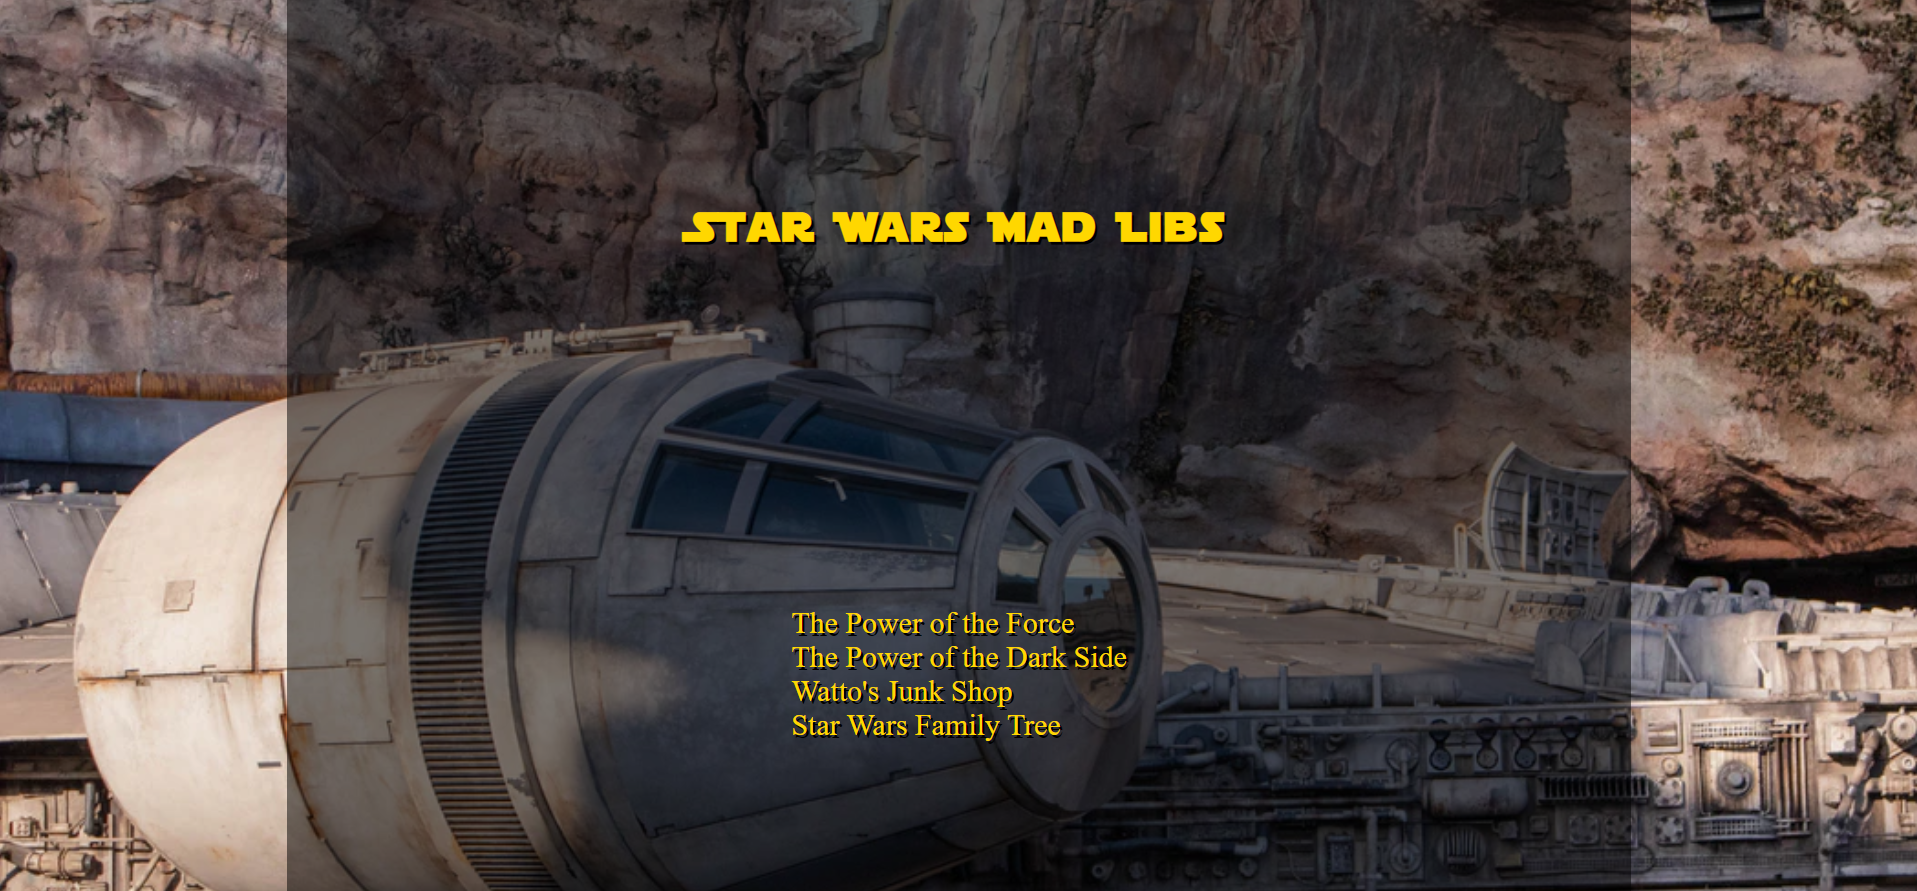 Star Wars Mad Libs
The Power of the Force
The Power of the Dark Side
Watto's Junk Shop
Star Wars Family Tree